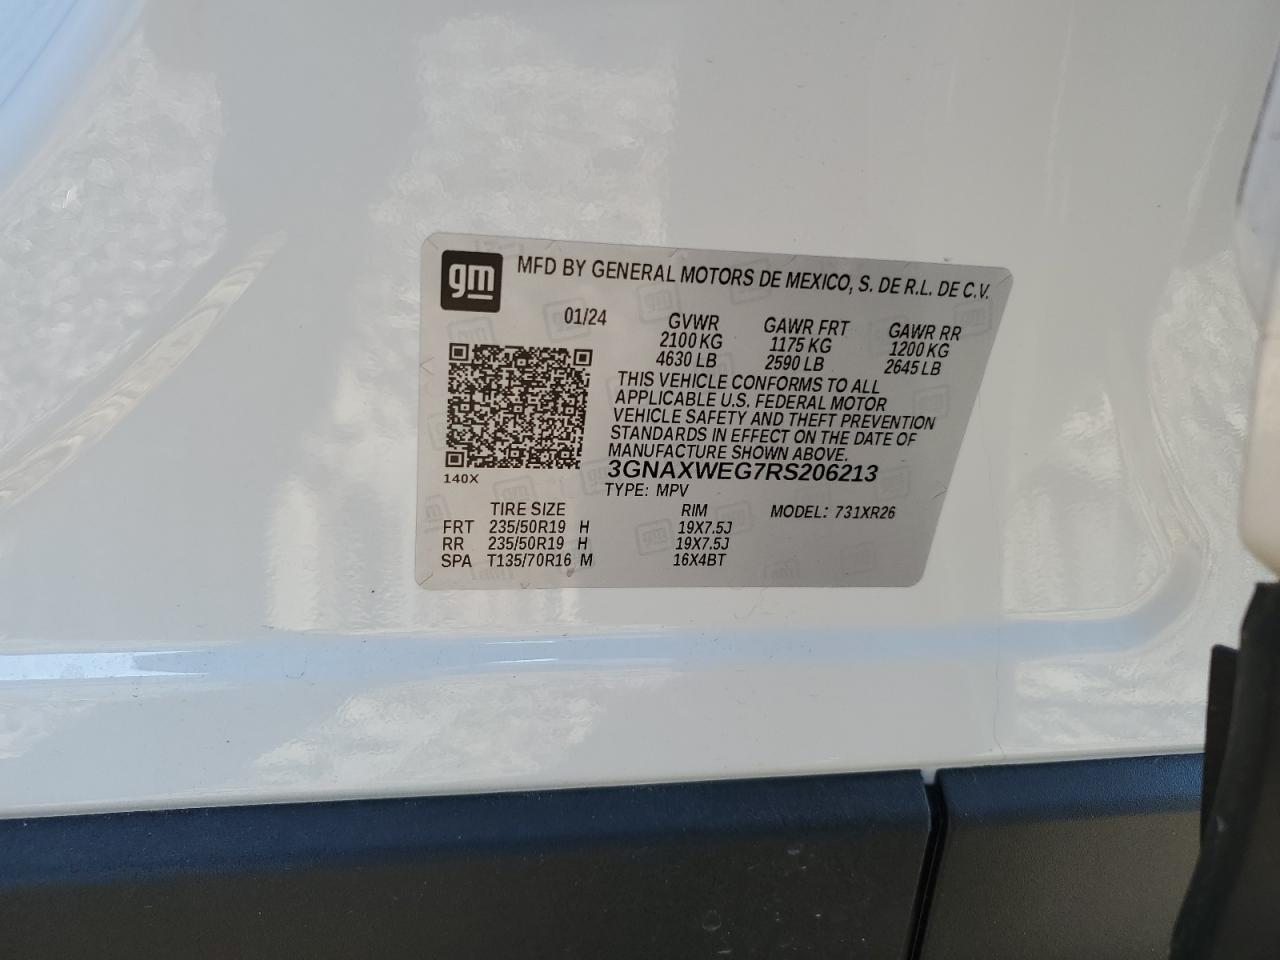 gm MFD BY GENERAL MOTORS DE MEXICO, S. DE R.L. DE C.V.
01/24 GVWR GAWR FRT GAWR RR
2100 KG 1175 KG 1200 KG
4630 LB 2590 LB 2645 LB
THIS VEHICLE CONFORMS TO ALL
APPLICABLE U.S. FEDERAL MOTOR
VEHICLE SAFETY AND THEFT PREVENTION
STANDARDS IN EFFECT ON THE DATE OF
MANUFACTURE SHOWN ABOVE.
140X
3GNAXWEG7RS206213
TYPE: MPV
TIRE SIZE RIM MODEL: 731XR26
FRT 235/50R19 H 19X7.5J
RR 235/50R19 H 19X7.5J
SPA T135/70R16 M 16X4BT